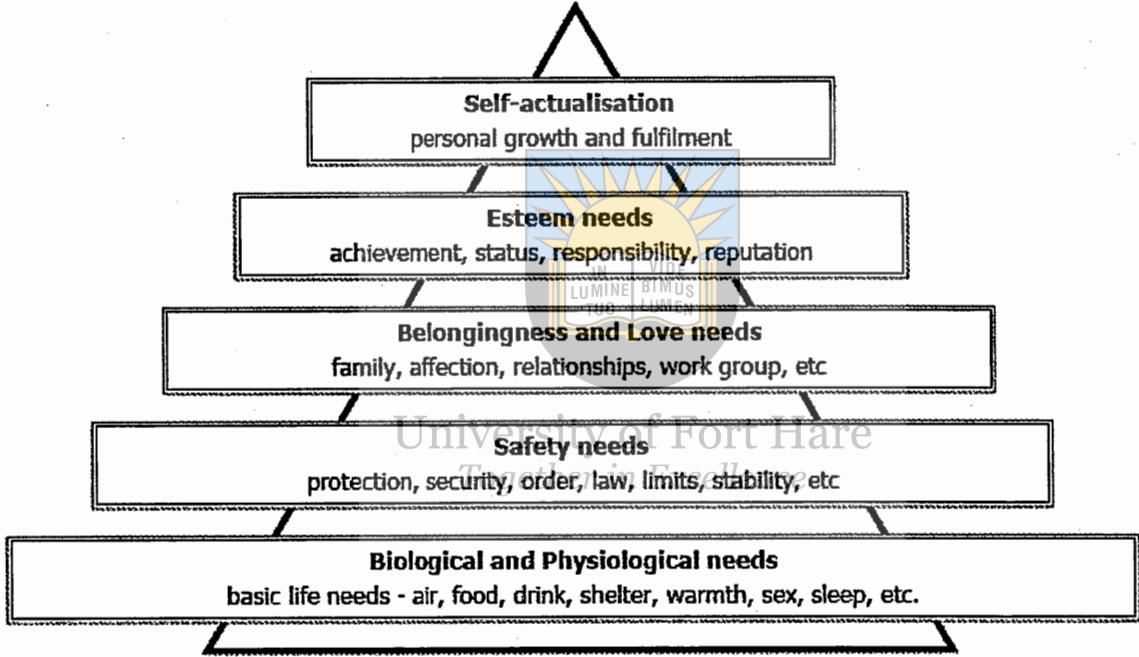 Self-actualisation
personal growth and fulfilment
Esteem needs
achievement, status, responsibility, reputation
IN
LUMINE
TUO
VIDE
BIMUS
LUMEN
Belongingness and Love needs
family, affection, relationships, work group, etc
University of Fort Hare
Together in Excellence
Safety needs
protection, security, order, law, limits, stability, etc
Biological and Physiological needs
basic life needs - air, food, drink, shelter, warmth, sex, sleep, etc.